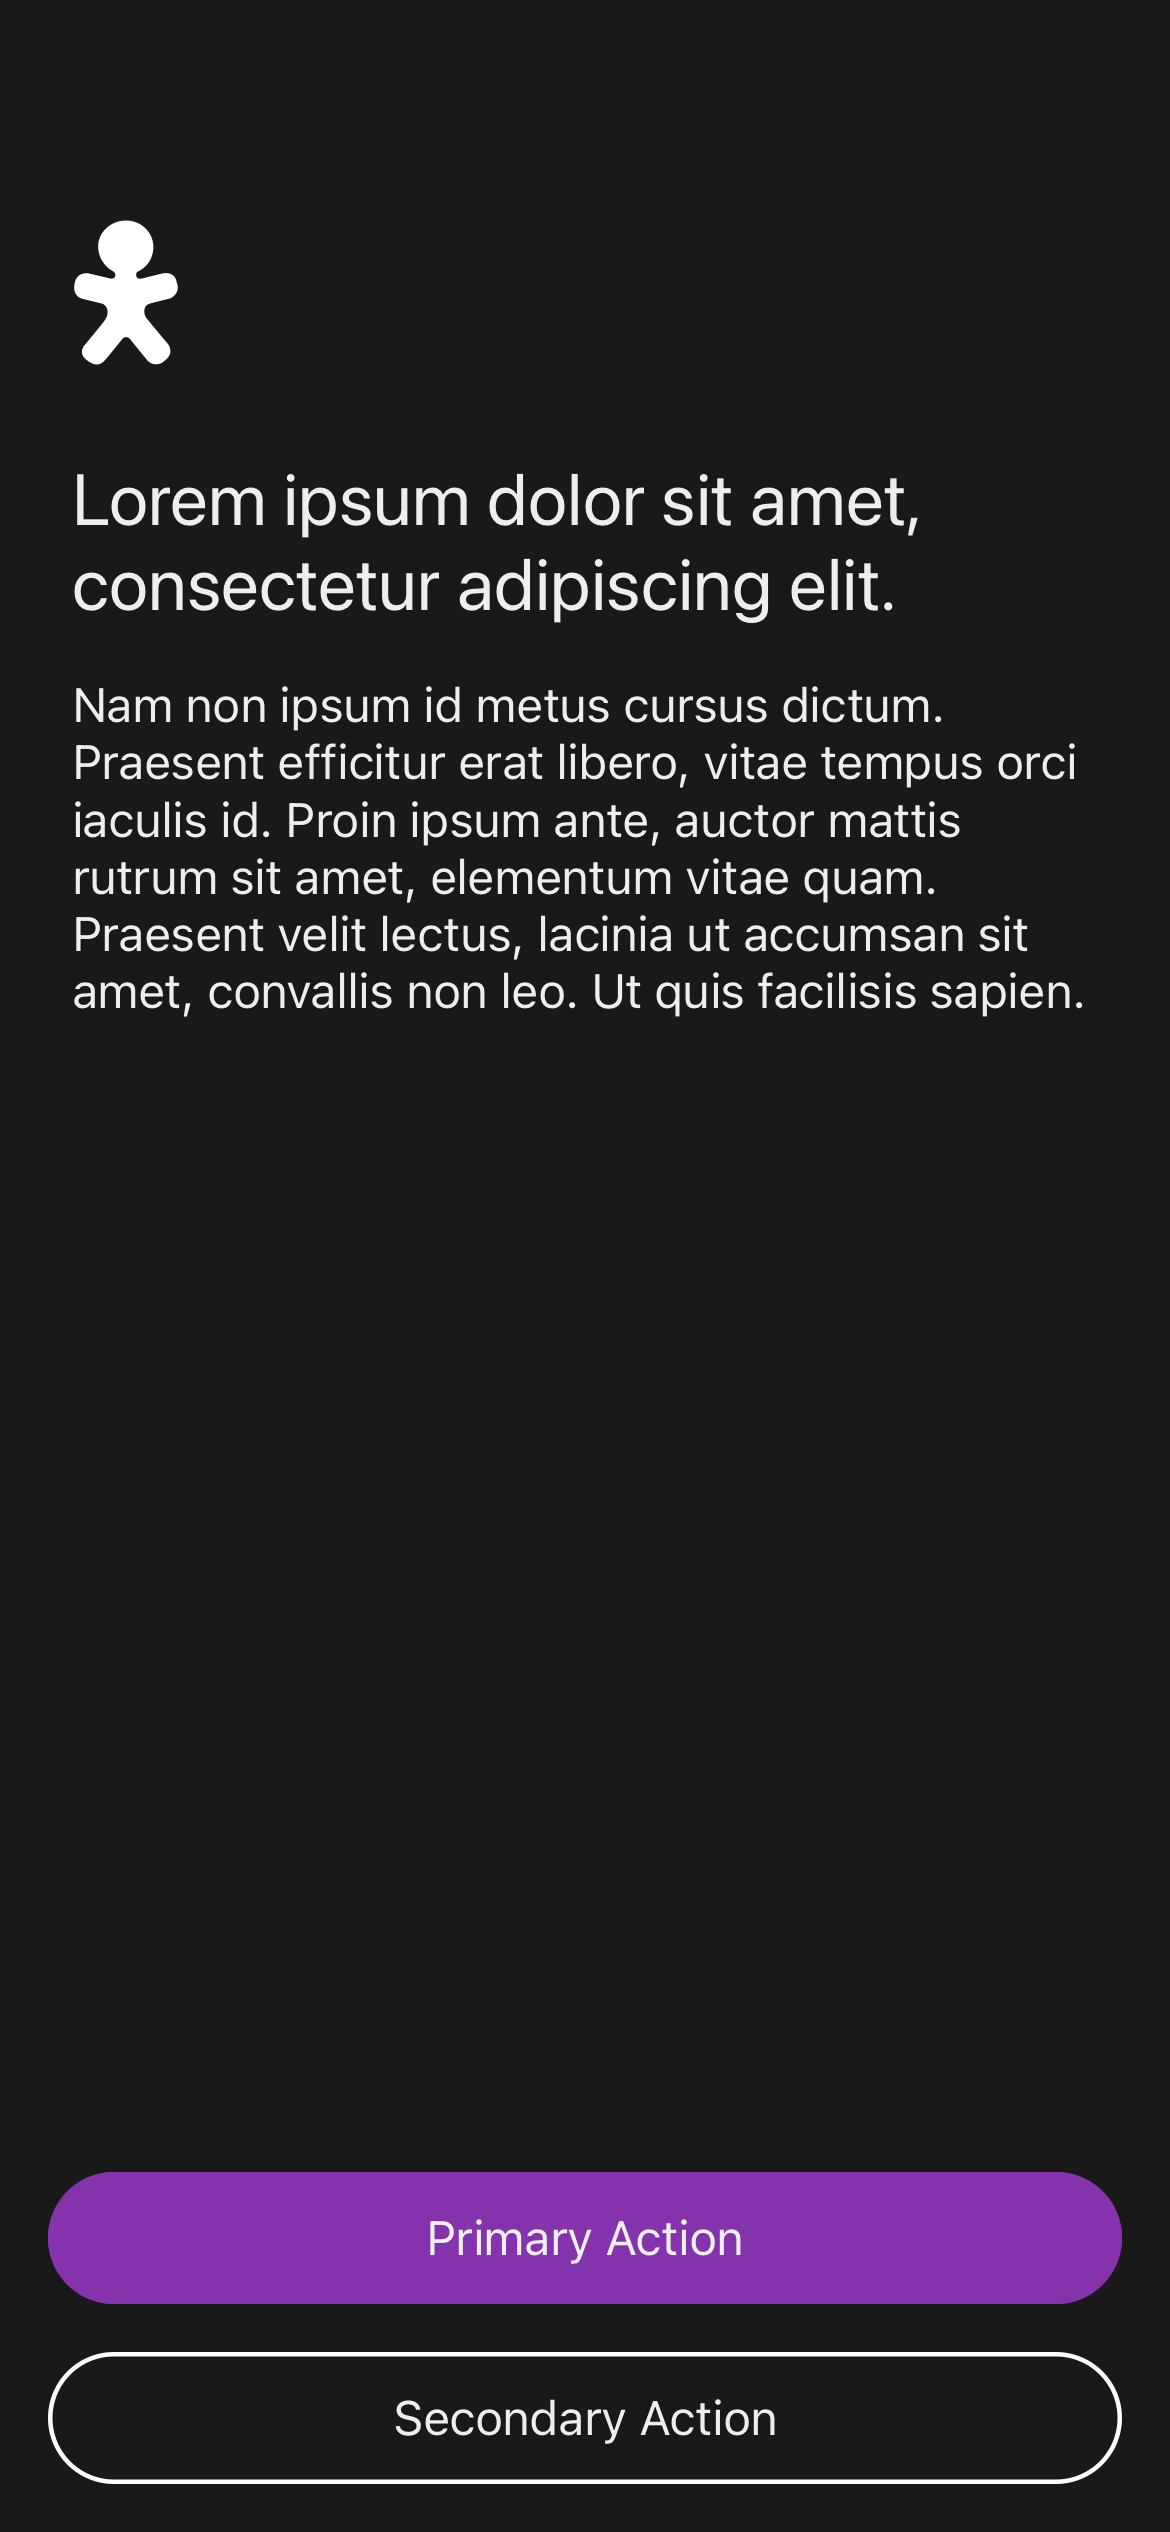 Lorem ipsum dolor sit amet,
consectetur adipiscing elit.
Nam non ipsum id metus cursus dictum.
Praesent efficitur erat libero, vitae tempus orci
iaculis id. Proin ipsum ante, auctor mattis
rutrum sit amet, elementum vitae quam.
Praesent velit lectus, lacinia ut accumsan sit
amet, convallis non leo. Ut quis facilisis sapien.
Primary Action
Secondary Action